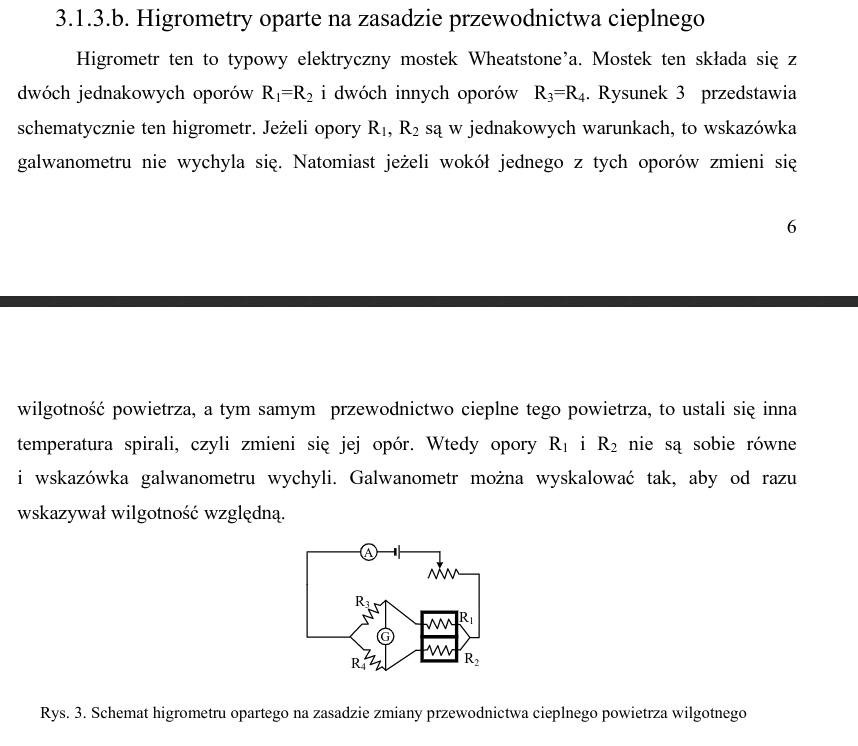 3.1.3.b. Higrometry oparte na zasadzie przewodnictwa cieplnego
Higrometr ten to typowy elektryczny mostek Wheatstone’a. Mostek ten składa się z
dwóch jednakowych oporów R₁=R₂ i dwóch innych oporów R₃=R₄. Rysunek 3 przedstawia
schematycznie ten higrometr. Jeżeli opory R₁, R₂ są w jednakowych warunkach, to wskazówka
galwanometru nie wychyla się. Natomiast jeżeli wokół jednego z tych oporów zmieni się
6
wilgotność powietrza, a tym samym przewodnictwo cieplne tego powietrza, to ustali się inna
temperatura spirali, czyli zmieni się jej opór. Wtedy opory R₁ i R₂ nie są sobie równe
i wskazówka galwanometru wychyli. Galwanometr można wyskalować tak, aby od razu
wskazywał wilgotność względną.
A
R₃
R₁
G
R₄
R₂
Rys. 3. Schemat higrometru opartego na zasadzie zmiany przewodnictwa cieplnego powietrza wilgotnego